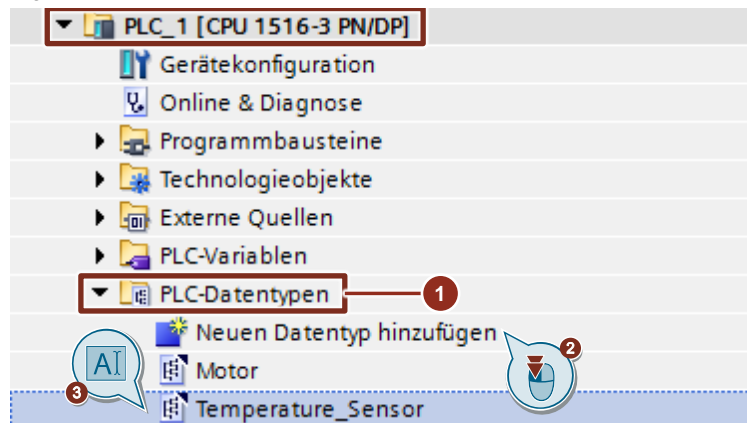 PLC_1 [CPU 1516-3 PN/DP]
Gerätekonfiguration
Online & Diagnose
Programmbausteine
Technologieobjekte
Externe Quellen
PLC-Variablen
PLC-Datentypen 1
Neuen Datentyp hinzufügen 2
AI Motor
3 Temperature_Sensor